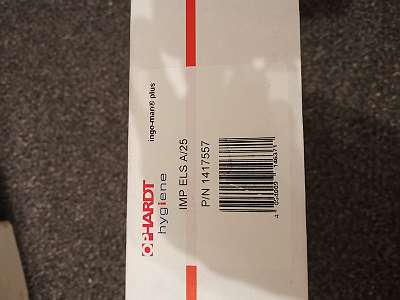 OPHARDT
hygiene
ingo-man® plus
IMP ELS A/25
P/N 1417557